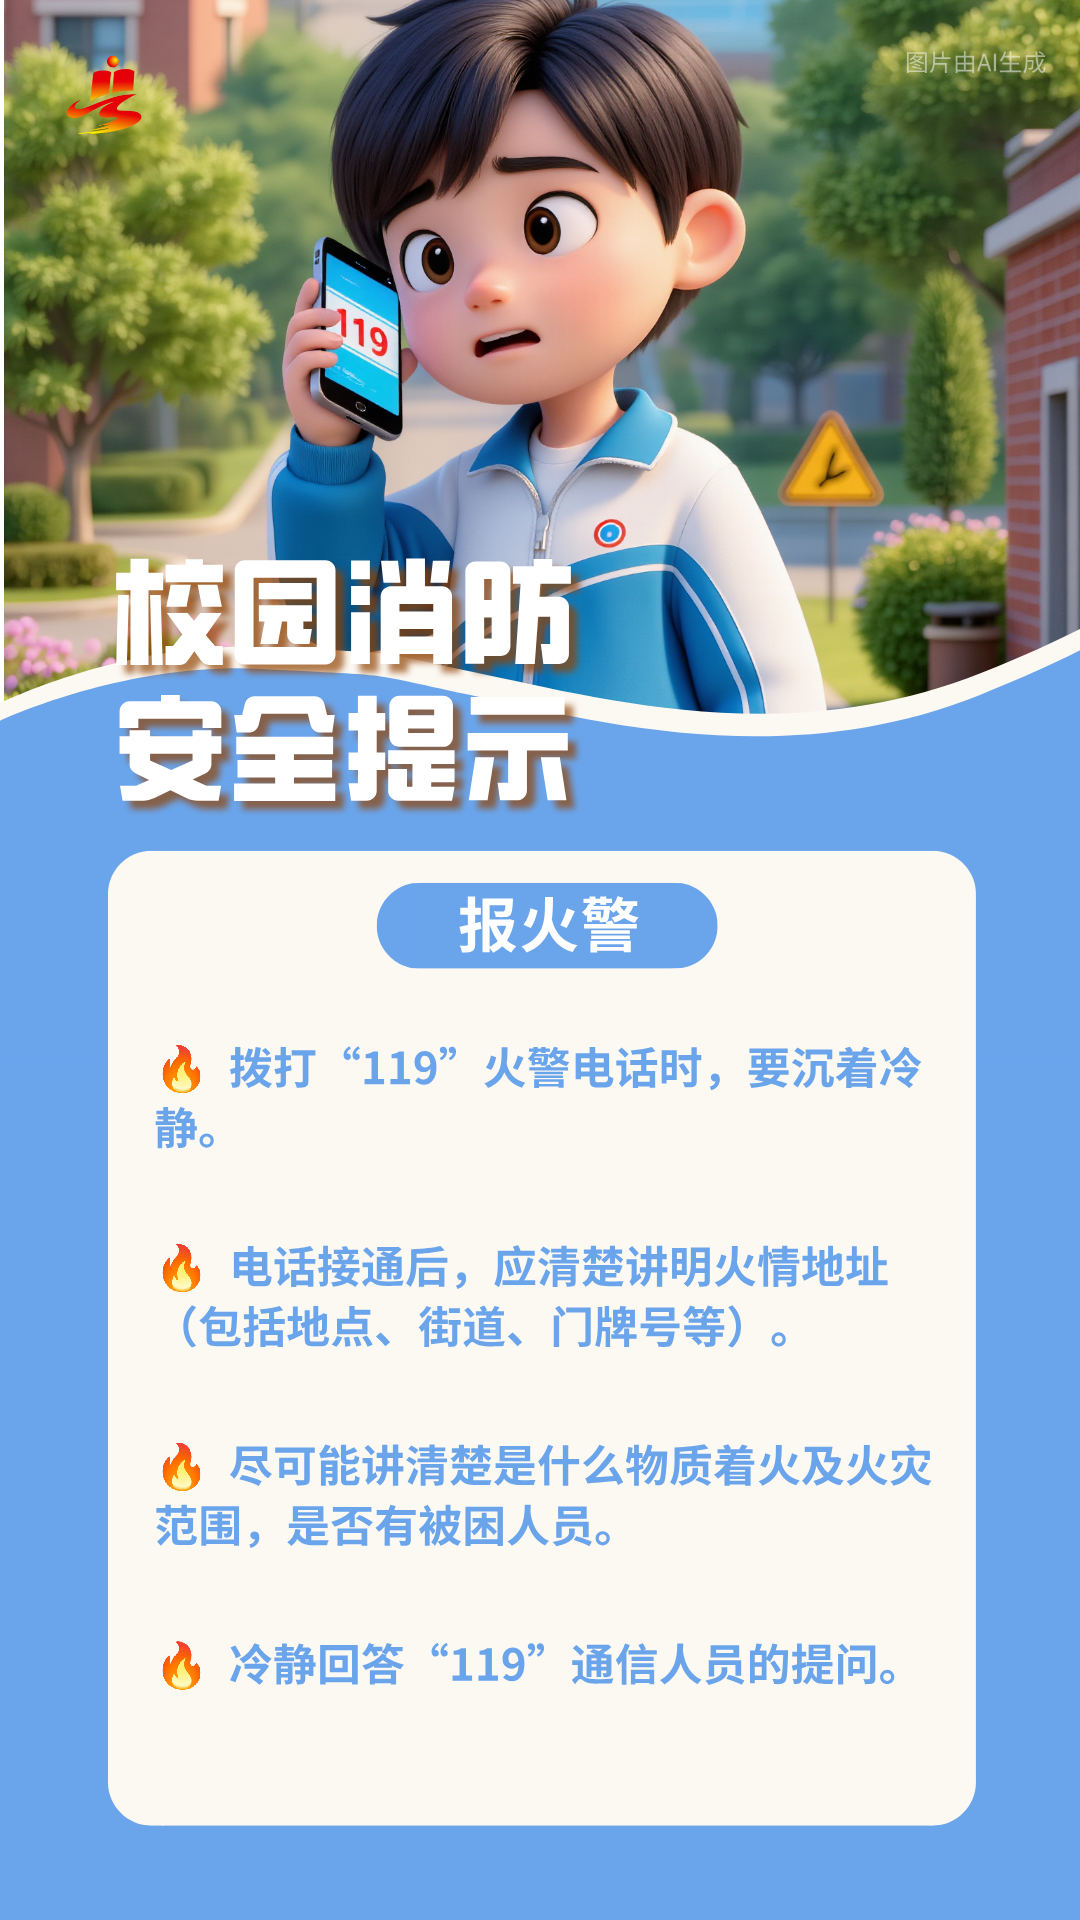 图片由AI生成
119
校园消防
安全提示
报火警
🔥 拨打“119”火警电话时，要沉着冷
静。
🔥 电话接通后，应清楚讲明火情地址
（包括地点、街道、门牌号等）。
🔥 尽可能讲清楚是什么物质着火及火灾
范围，是否有被困人员。
🔥 冷静回答“119”通信人员的提问。